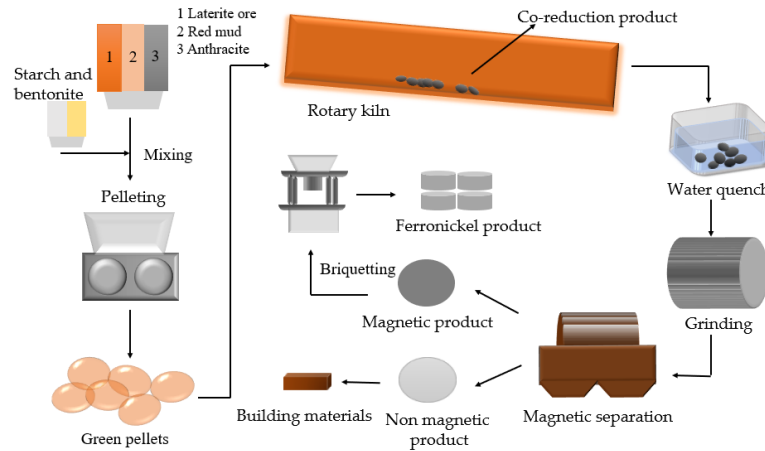 1 Laterite ore
2 Red mud
3 Anthracite
1 2 3
Starch and
bentonite
Mixing
Pelleting
Green pellets
Co-reduction product
Rotary kiln
Water quench
Grinding
Magnetic separation
Magnetic product
Briquetting
Ferronickel product
Non magnetic
product
Building materials